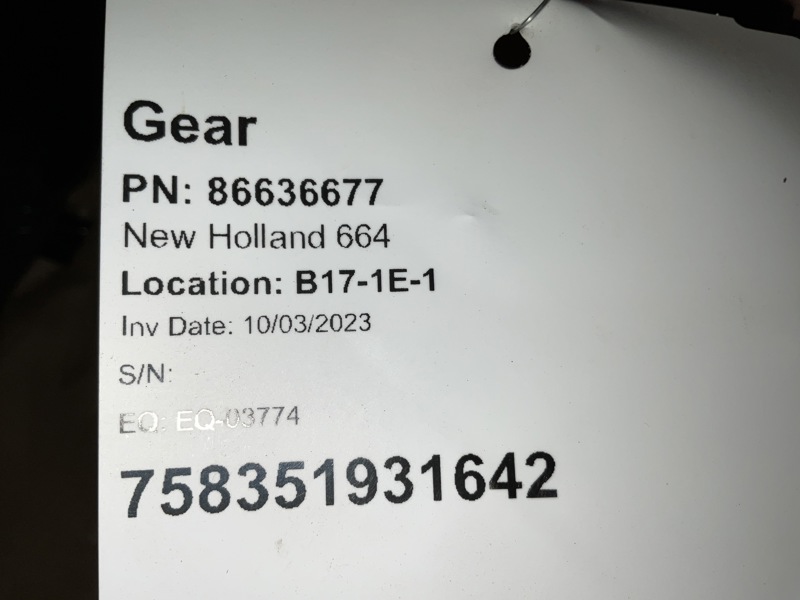 Gear
PN: 86636677
New Holland 664
Location: B17-1E-1
Inv Date: 10/03/2023
S/N:
EQ: EQ-03774
758351931642